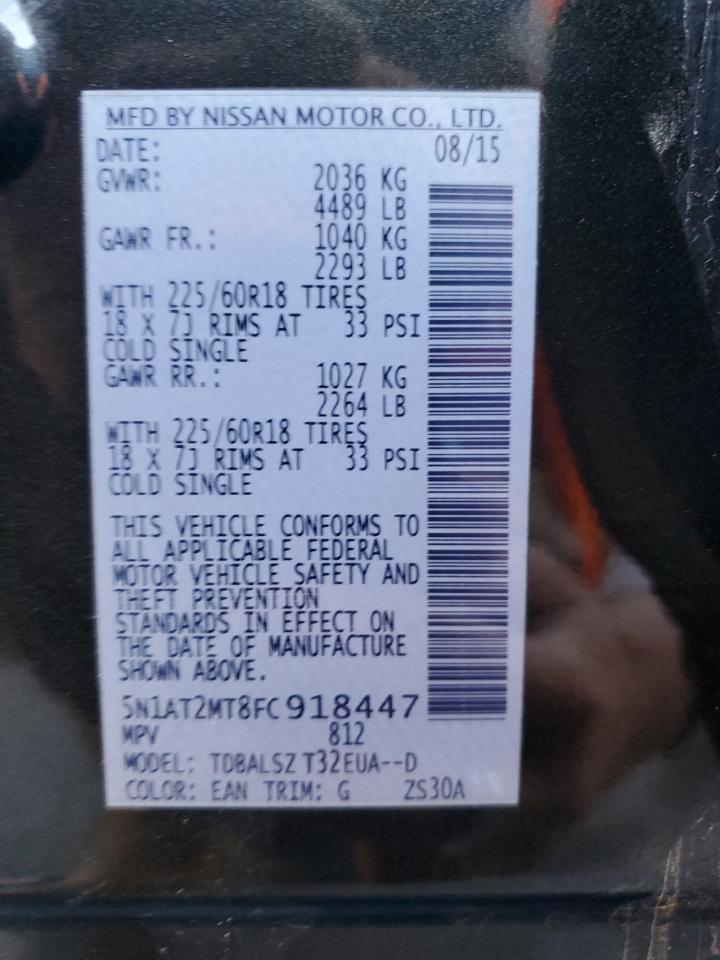 MFD BY NISSAN MOTOR CO., LTD.
DATE: 08/15
GVWR: 2036 KG
4489 LB
GAWR FR.: 1040 KG
2293 LB
WITH 225/60R18 TIRES
18 X 7J RIMS AT 33 PSI
COLD SINGLE
GAWR RR.: 1027 KG
2264 LB
WITH 225/60R18 TIRES
18 X 7J RIMS AT 33 PSI
COLD SINGLE
THIS VEHICLE CONFORMS TO
ALL APPLICABLE FEDERAL
MOTOR VEHICLE SAFETY AND
THEFT PREVENTION
STANDARDS IN EFFECT ON
THE DATE OF MANUFACTURE
SHOWN ABOVE.
5N1AT2MT8FC918447
MPV 812
MODEL: TDBALSZ T32EUA--D
COLOR: EAN TRIM: G ZS30A